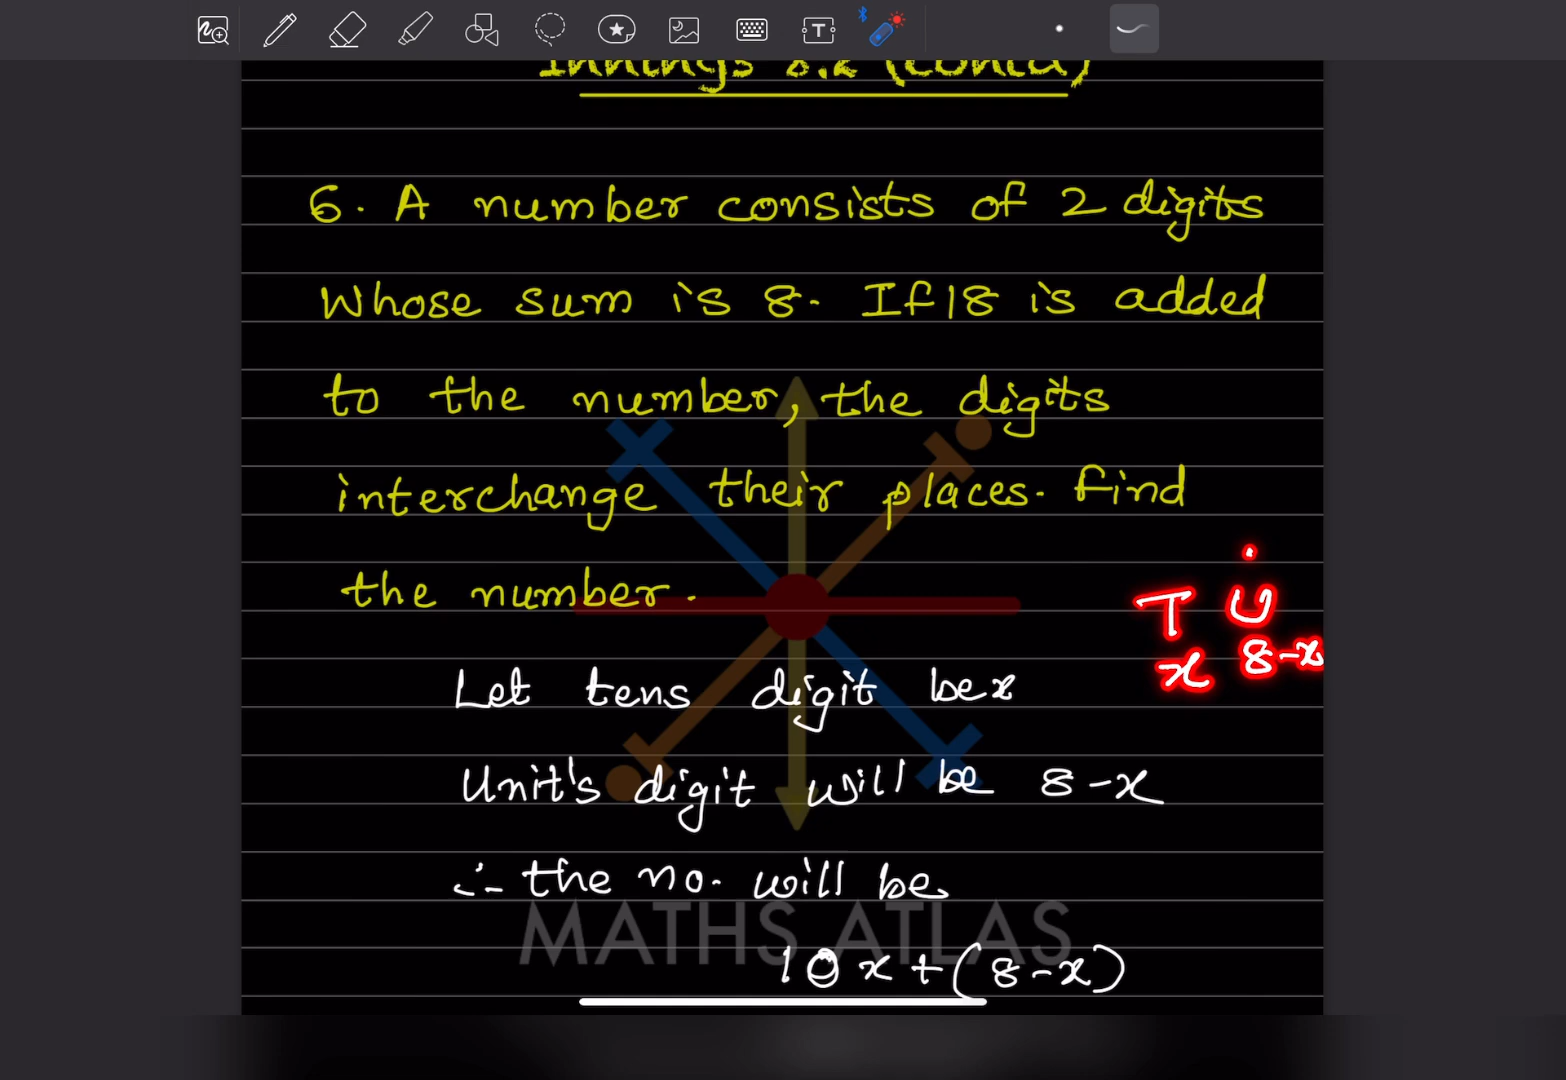 6. A number consists of 2 digits
Whose sum is 8. If 18 is added
to the number, the digits
interchange their places. find
the number.
T U
x 8-x
Let tens digit be x
Unit's digit will be 8-x
∴ the no. will be
MATHS ATLAS
10x+(8-x)